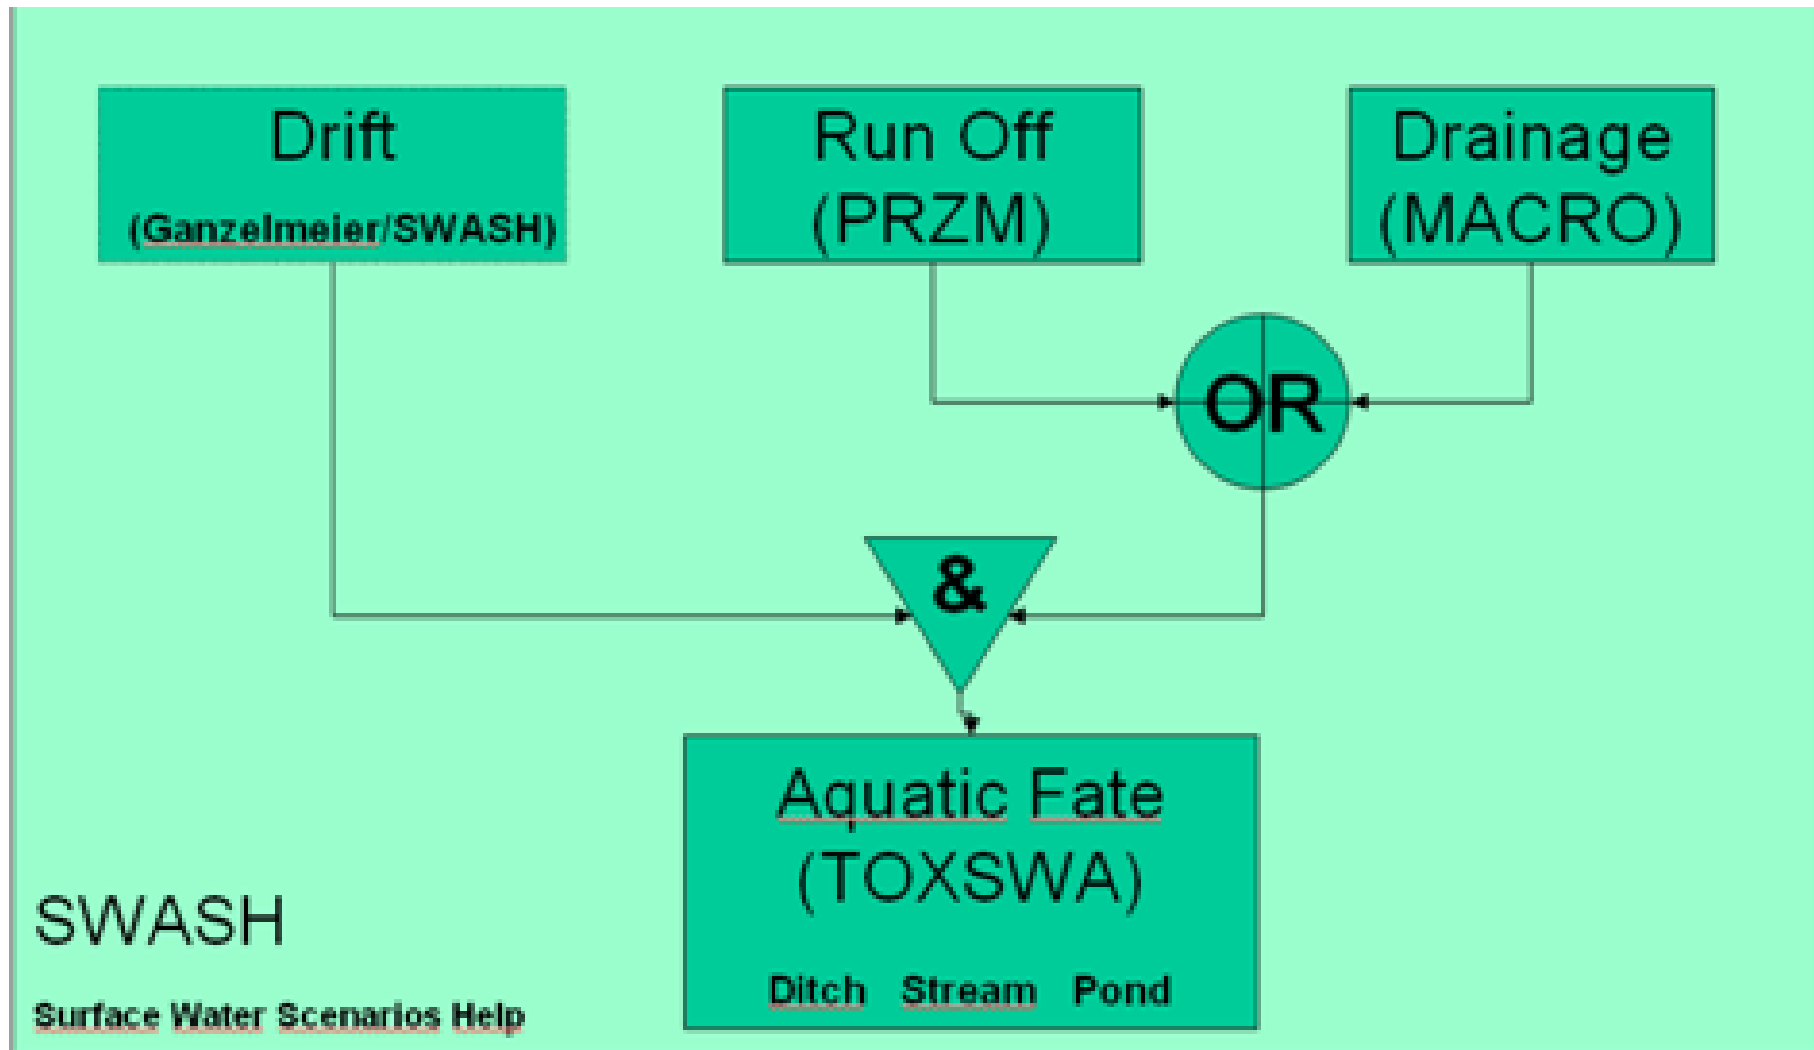 Drift
(Ganzelmeier/SWASH)
Run Off
(PRZM)
Drainage
(MACRO)
OR
&
Aquatic Fate
(TOXSWA)
Ditch Stream Pond
SWASH
Surface Water Scenarios Help